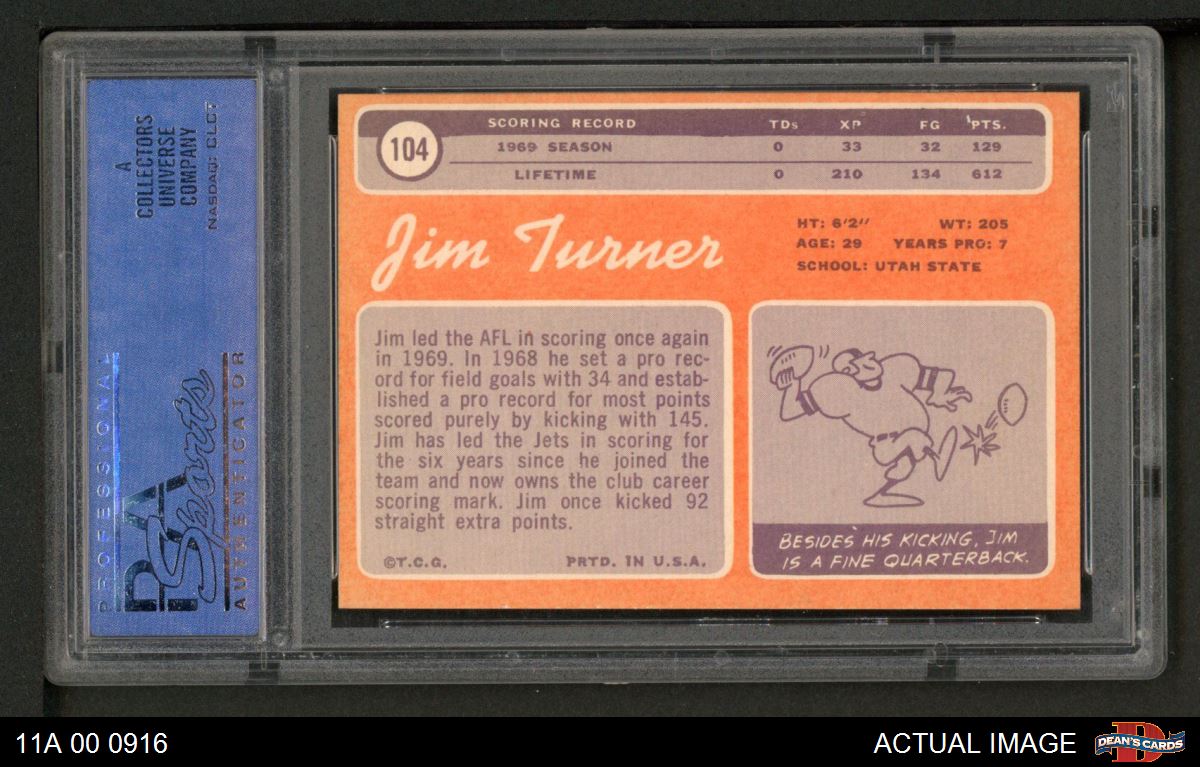 A
COLLECTORS
UNIVERSE
COMPANY
NASDAQ: CLCT
PROFESSIONAL
PSA
Sports
AUTHENTICATOR
104
SCORING RECORD TDs XP FG PTS.
1969 SEASON 0 33 32 129
LIFETIME 0 210 134 612
Jim Turner
HT: 6'2" WT: 205
AGE: 29 YEARS PRO: 7
SCHOOL: UTAH STATE
Jim led the AFL in scoring once again
in 1969. In 1968 he set a pro rec-
ord for field goals with 34 and estab-
lished a pro record for most points
scored purely by kicking with 145.
Jim has led the Jets in scoring for
the six years since he joined the
team and now owns the club career
scoring mark. Jim once kicked 92
straight extra points.
©T.C.G. PRTD. IN U.S.A.
BESIDES HIS KICKING, JIM
IS A FINE QUARTERBACK.
11A 00 0916
ACTUAL IMAGE
D
DEAN'S CARDS